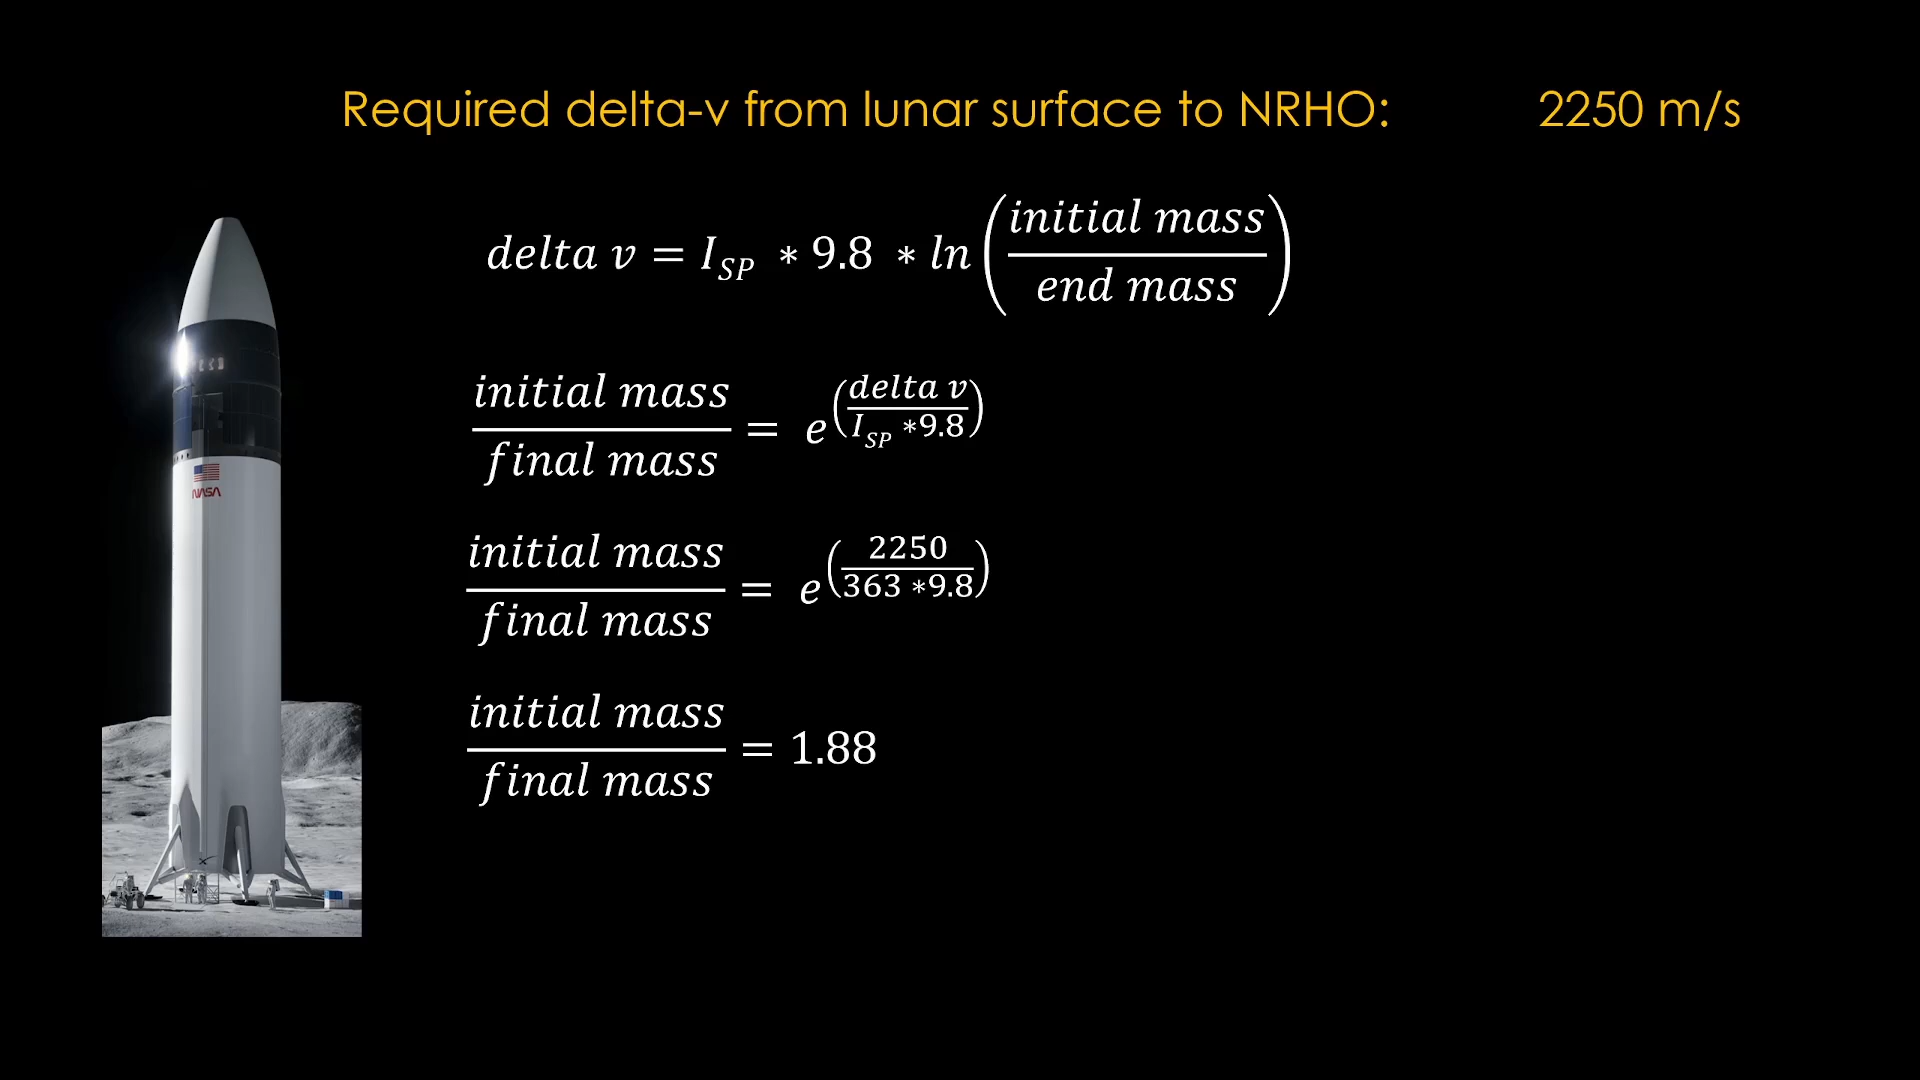 Required delta-v from lunar surface to NRHO: 2250 m/s
delta v = I_SP * 9.8 * ln(initial mass / end mass)
initial mass / final mass = e^(delta v / I_SP *9.8)
initial mass / final mass = e^(2250 / 363 *9.8)
initial mass / final mass = 1.88
NASA